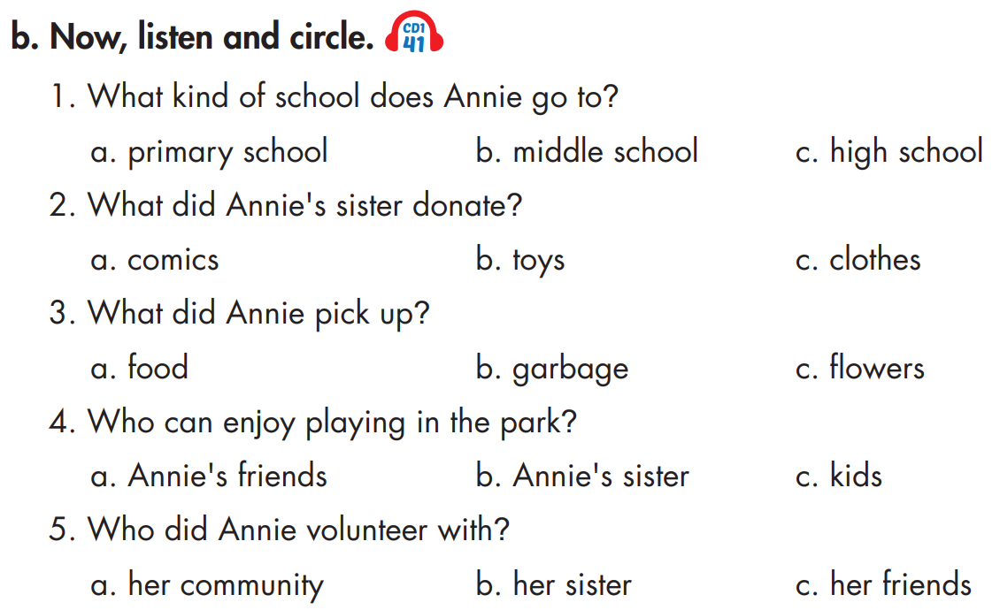 b. Now, listen and circle. CD1 41
1. What kind of school does Annie go to?
a. primary school b. middle school c. high school
2. What did Annie's sister donate?
a. comics b. toys c. clothes
3. What did Annie pick up?
a. food b. garbage c. flowers
4. Who can enjoy playing in the park?
a. Annie's friends b. Annie's sister c. kids
5. Who did Annie volunteer with?
a. her community b. her sister c. her friends